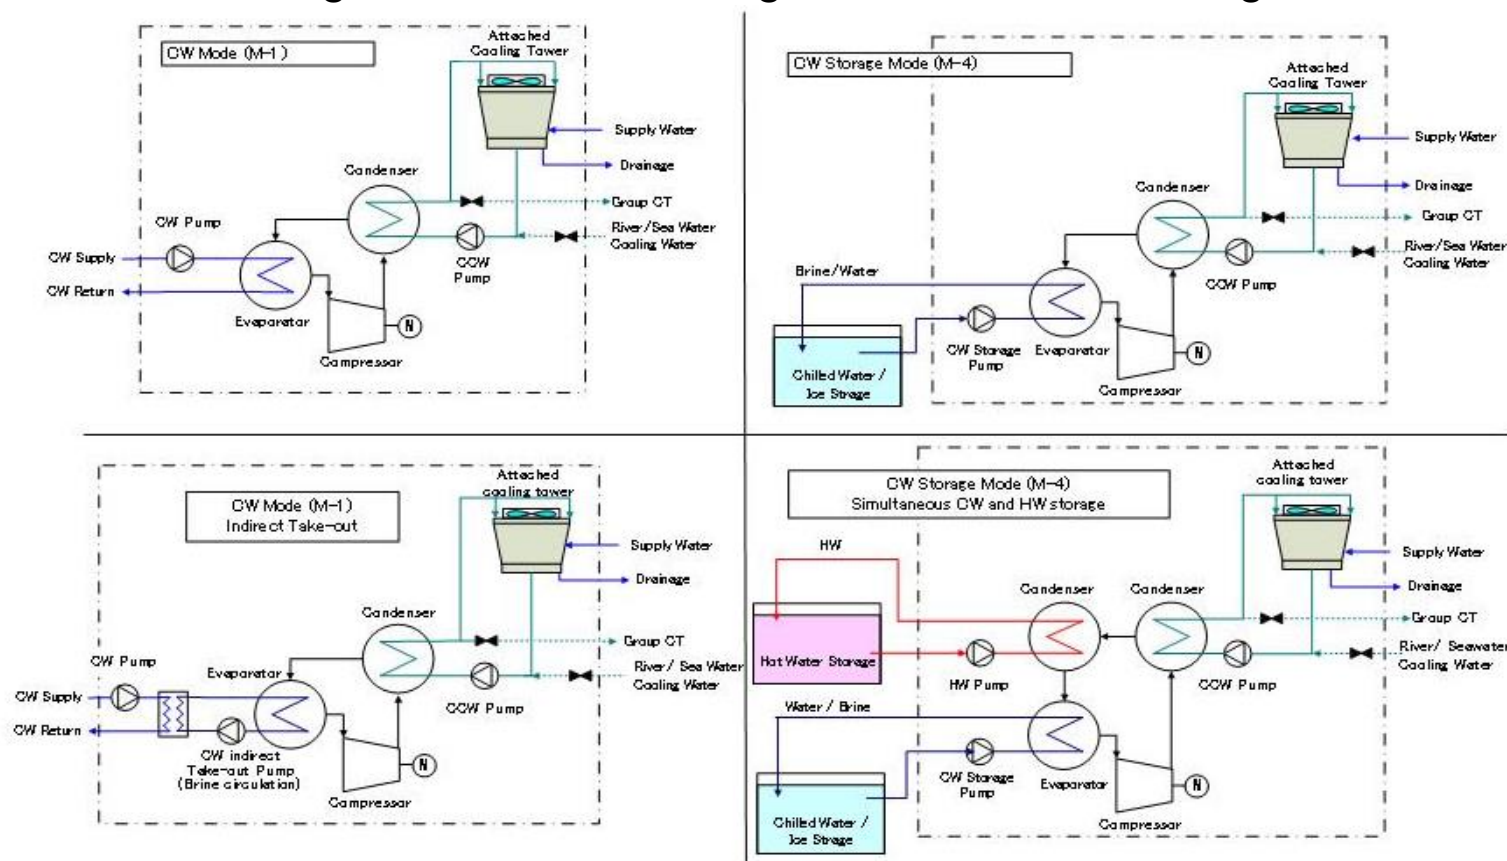 CW Mode (M-1)
Attached
Cooling Tower
Supply Water
Drainage
Condenser
Group CT
River/Sea Water
Cooling Water
CW Pump
CCW
Pump
CW Supply
CW Return
Evaporator
N
Compressor
CW Storage Mode (M-4)
Attached
Cooling Tower
Supply Water
Drainage
Condenser
Group CT
River/Sea Water
Cooling Water
CCW Pump
Brine/Water
CW Storage
Pump
Evaporator
N
Compressor
Chilled Water /
Ice Strage
CW Mode (M-1)
Indirect Take-out
Attached
cooling tower
Supply Water
Drainage
Condenser
Group CT
River/ Sea Water
Cooling Water
CCW Pump
CW Pump
Evaporator
CW Supply
CW Return
CW indirect
Take-out Pump
(Brine circulation)
N
Compressor
CW Storage Mode (M-4)
Simultaneous CW and HW storage
Attached
cooling tower
HW
Supply Water
Drainage
Condenser
Condenser
Group CT
River/ Seawater
Cooling Water
Hot Water Storage
HW Pump
CCW Pump
Water / Brine
CW Storage
Pump
Evaporator
N
Compressor
Chilled Water /
Ice Strage